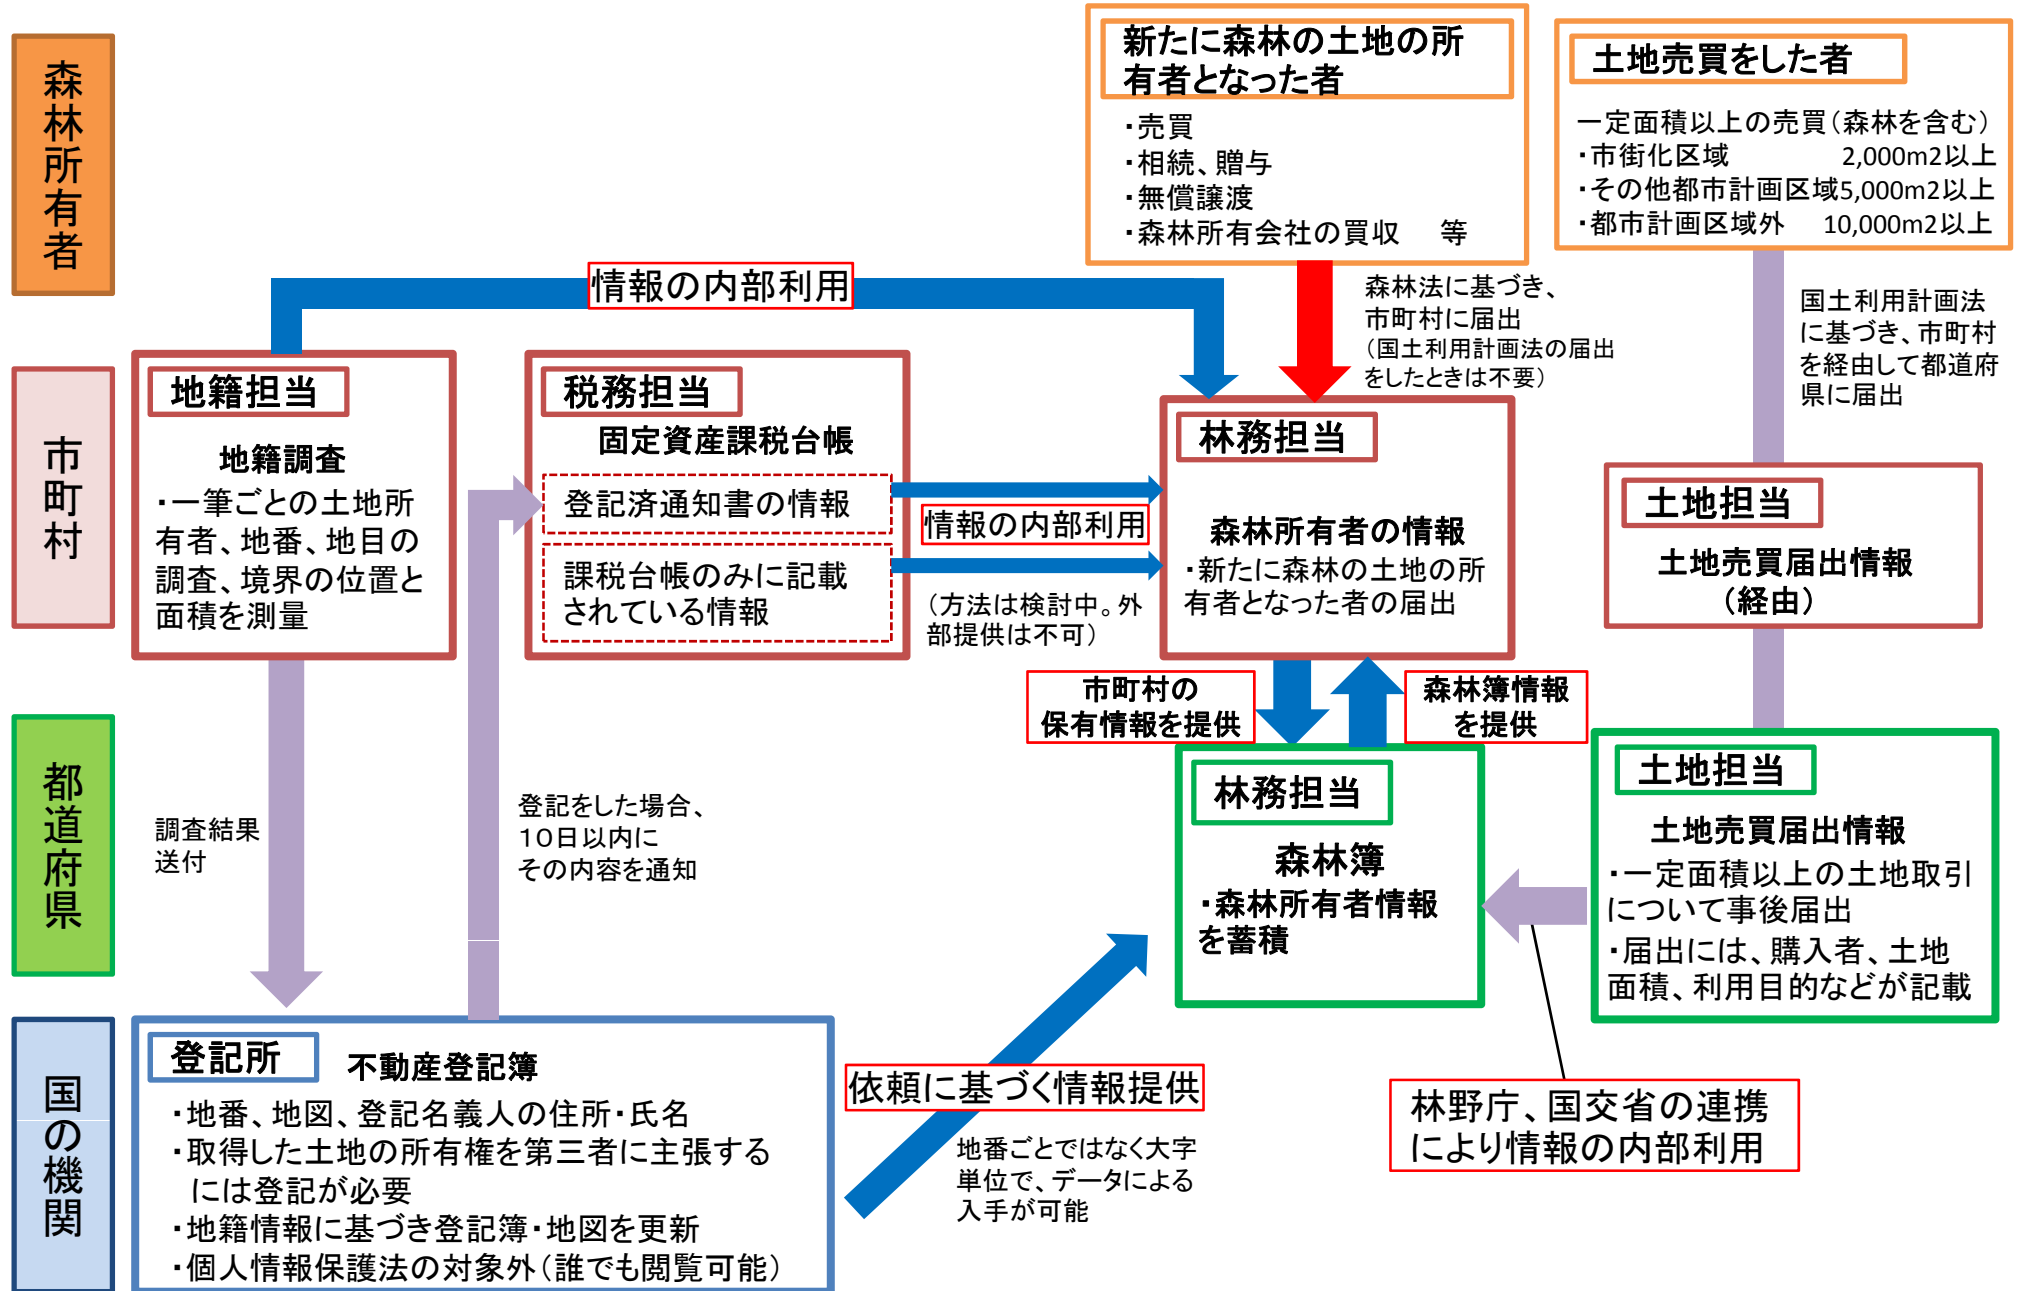 森林所有者
新たに森林の土地の所
有者となった者
・売買
・相続、贈与
・無償譲渡
・森林所有会社の買収　等
土地売買をした者
一定面積以上の売買（森林を含む）
・市街化区域　2,000m2以上
・その他都市計画区域5,000m2以上
・都市計画区域外　10,000m2以上
情報の内部利用
森林法に基づき、
市町村に届出
（国土利用計画法の届出
をしたときは不要）
国土利用計画法
に基づき、市町村
を経由して都道府
県に届出
市町村
地籍担当
地籍調査
・一筆ごとの土地所
有者、地番、地目の
調査、境界の位置と
面積を測量
税務担当
固定資産課税台帳
登記済通知書の情報
課税台帳のみに記載
されている情報
情報の内部利用
（方法は検討中。外
部提供は不可）
林務担当
森林所有者の情報
・新たに森林の土地の所
有者となった者の届出
土地担当
土地売買届出情報
（経由）
市町村の
保有情報を提供
森林簿情報
を提供
都道府県
調査結果
送付
登記をした場合、
１０日以内に
その内容を通知
林務担当
森林簿
・森林所有者情報
を蓄積
土地担当
土地売買届出情報
・一定面積以上の土地取引
について事後届出
・届出には、購入者、土地
面積、利用目的などが記載
国の機関
登記所
不動産登記簿
・地番、地図、登記名義人の住所・氏名
・取得した土地の所有権を第三者に主張する
には登記が必要
・地籍情報に基づき登記簿・地図を更新
・個人情報保護法の対象外（誰でも閲覧可能）
依頼に基づく情報提供
地番ごとではなく大字
単位で、データによる
入手が可能
林野庁、国交省の連携
により情報の内部利用